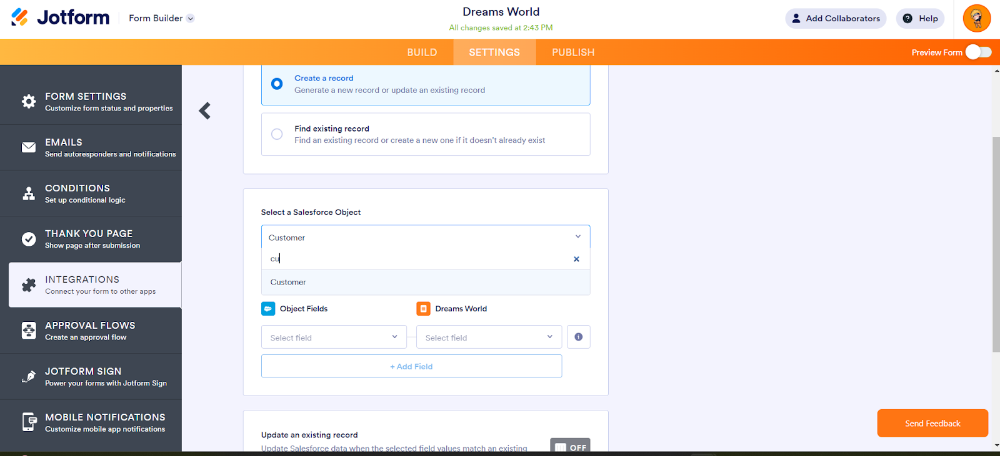 Jotform
Form Builder
Dreams World
All changes saved at 2:43 PM
Add Collaborators
Help
BUILD
SETTINGS
PUBLISH
Preview Form
FORM SETTINGS
Customize form status and properties
EMAILS
Send autoresponders and notifications
CONDITIONS
Set up conditional logic
THANK YOU PAGE
Show page after submission
INTEGRATIONS
Connect your form to other apps
APPROVAL FLOWS
Create an approval flow
JOTFORM SIGN
Power your forms with Jotform Sign
MOBILE NOTIFICATIONS
Customize mobile app notifications
Create a record
Generate a new record or update an existing record
Find existing record
Find an existing record or create a new one if it doesn't already exist
Select a Salesforce Object
Customer
cu
Customer
Object Fields
Dreams World
Select field
Select field
+ Add Field
Update an existing record
Update Salesforce data when the selected field values match an existing
OFF
Send Feedback